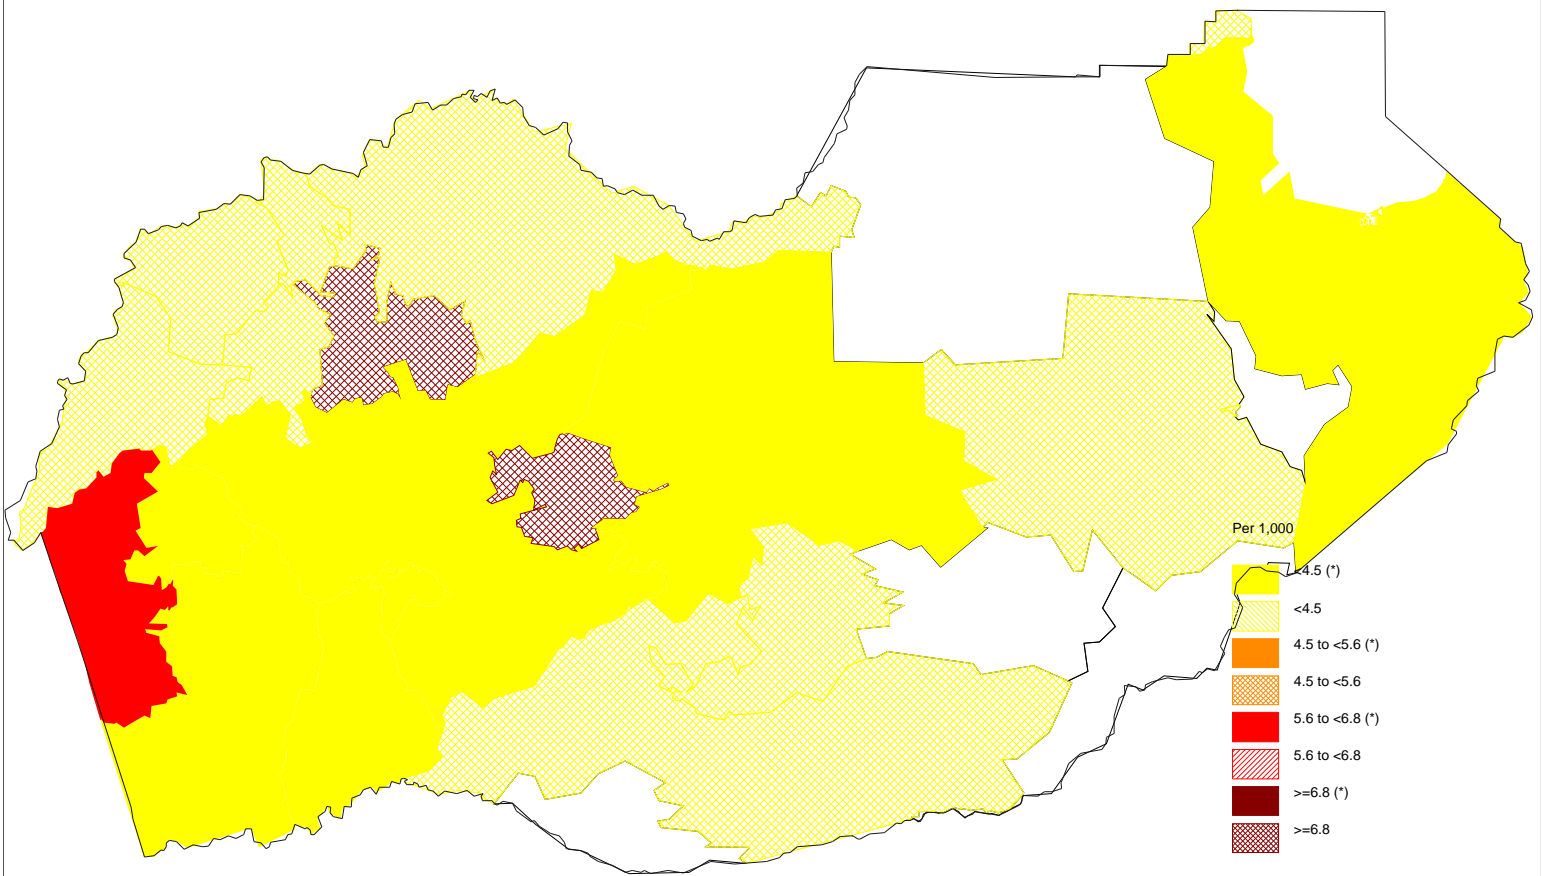 Per 1,000
<4.5 (*)
<4.5
4.5 to <5.6 (*)
4.5 to <5.6
5.6 to <6.8 (*)
5.6 to <6.8
>=6.8 (*)
>=6.8